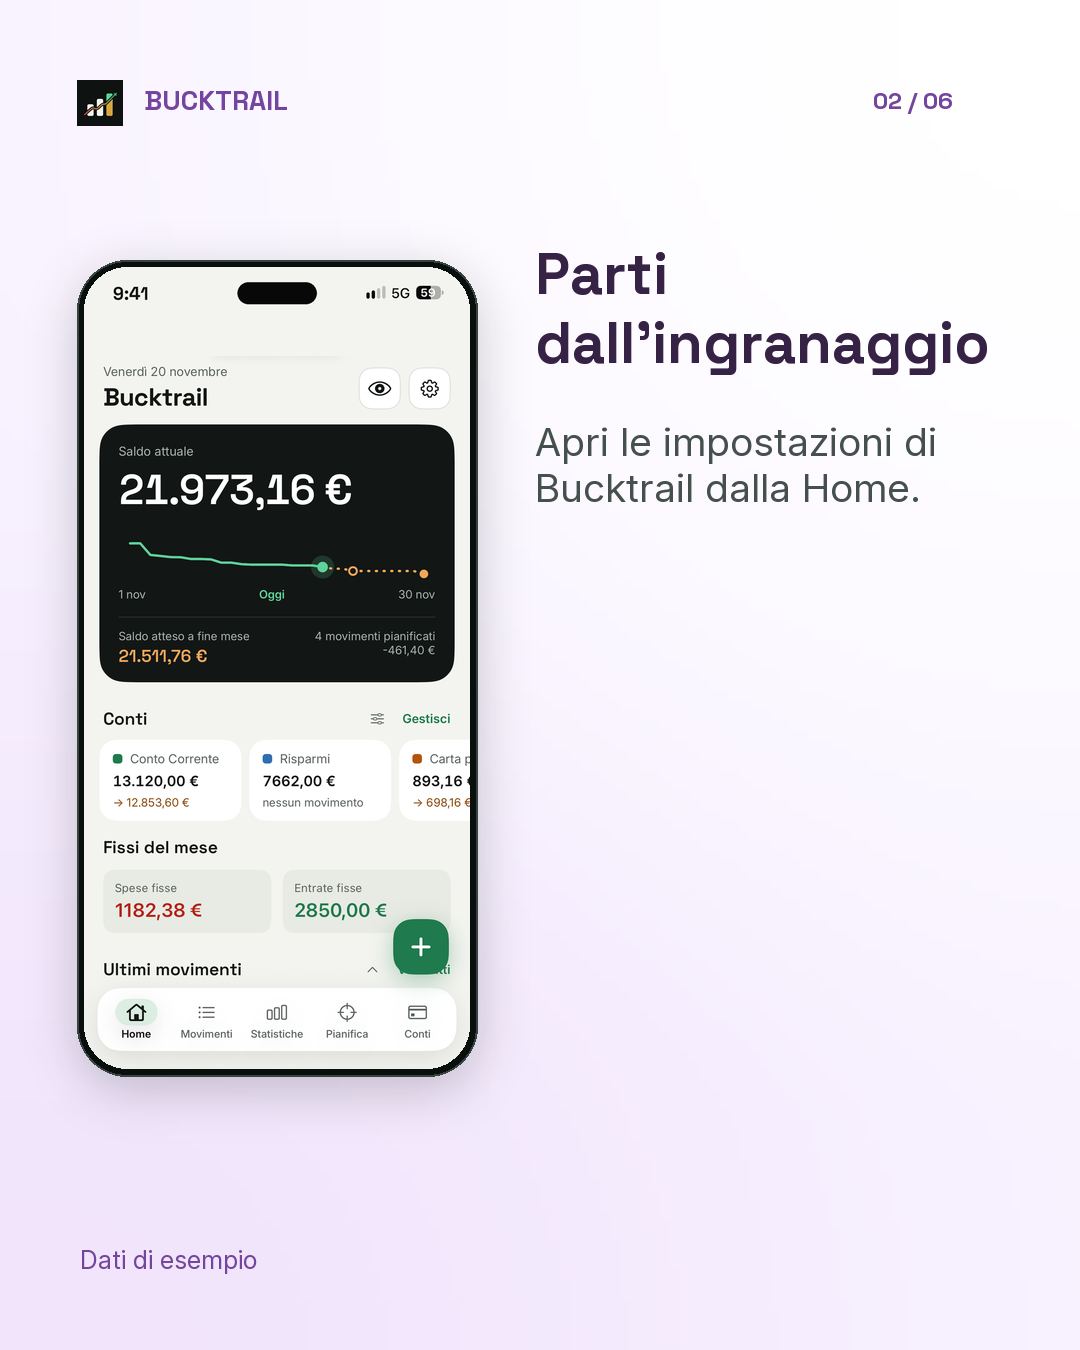 BUCKTRAIL
02 / 06
Parti
dall’ingranaggio
Apri le impostazioni di
Bucktrail dalla Home.
9:41
5G
59
Venerdì 20 novembre
Bucktrail
Saldo attuale
21.973,16 €
1 nov
Oggi
30 nov
Saldo atteso a fine mese
4 movimenti pianificati
21.511,76 €
-461,40 €
Conti
Gestisci
Conto Corrente
13.120,00 €
→ 12.853,60 €
Risparmi
7662,00 €
nessun movimento
Carta
893,16
→ 698,16 €
Fissi del mese
Spese fisse
1182,38 €
Entrate fisse
2850,00 €
Ultimi movimenti
Home
Movimenti
Statistiche
Pianifica
Conti
Dati di esempio